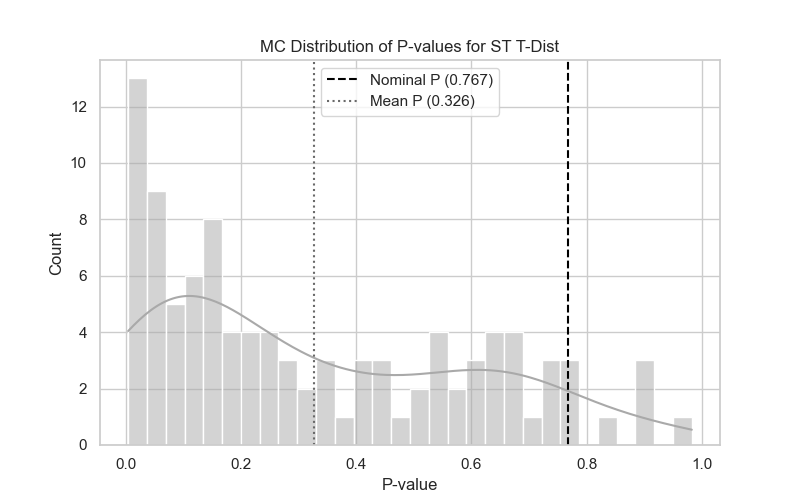 MC Distribution of P-values for ST T-Dist
Nominal P (0.767)
Mean P (0.326)
12
10
8
6
4
2
0
Count
0.0 0.2 0.4 0.6 0.8 1.0
P-value